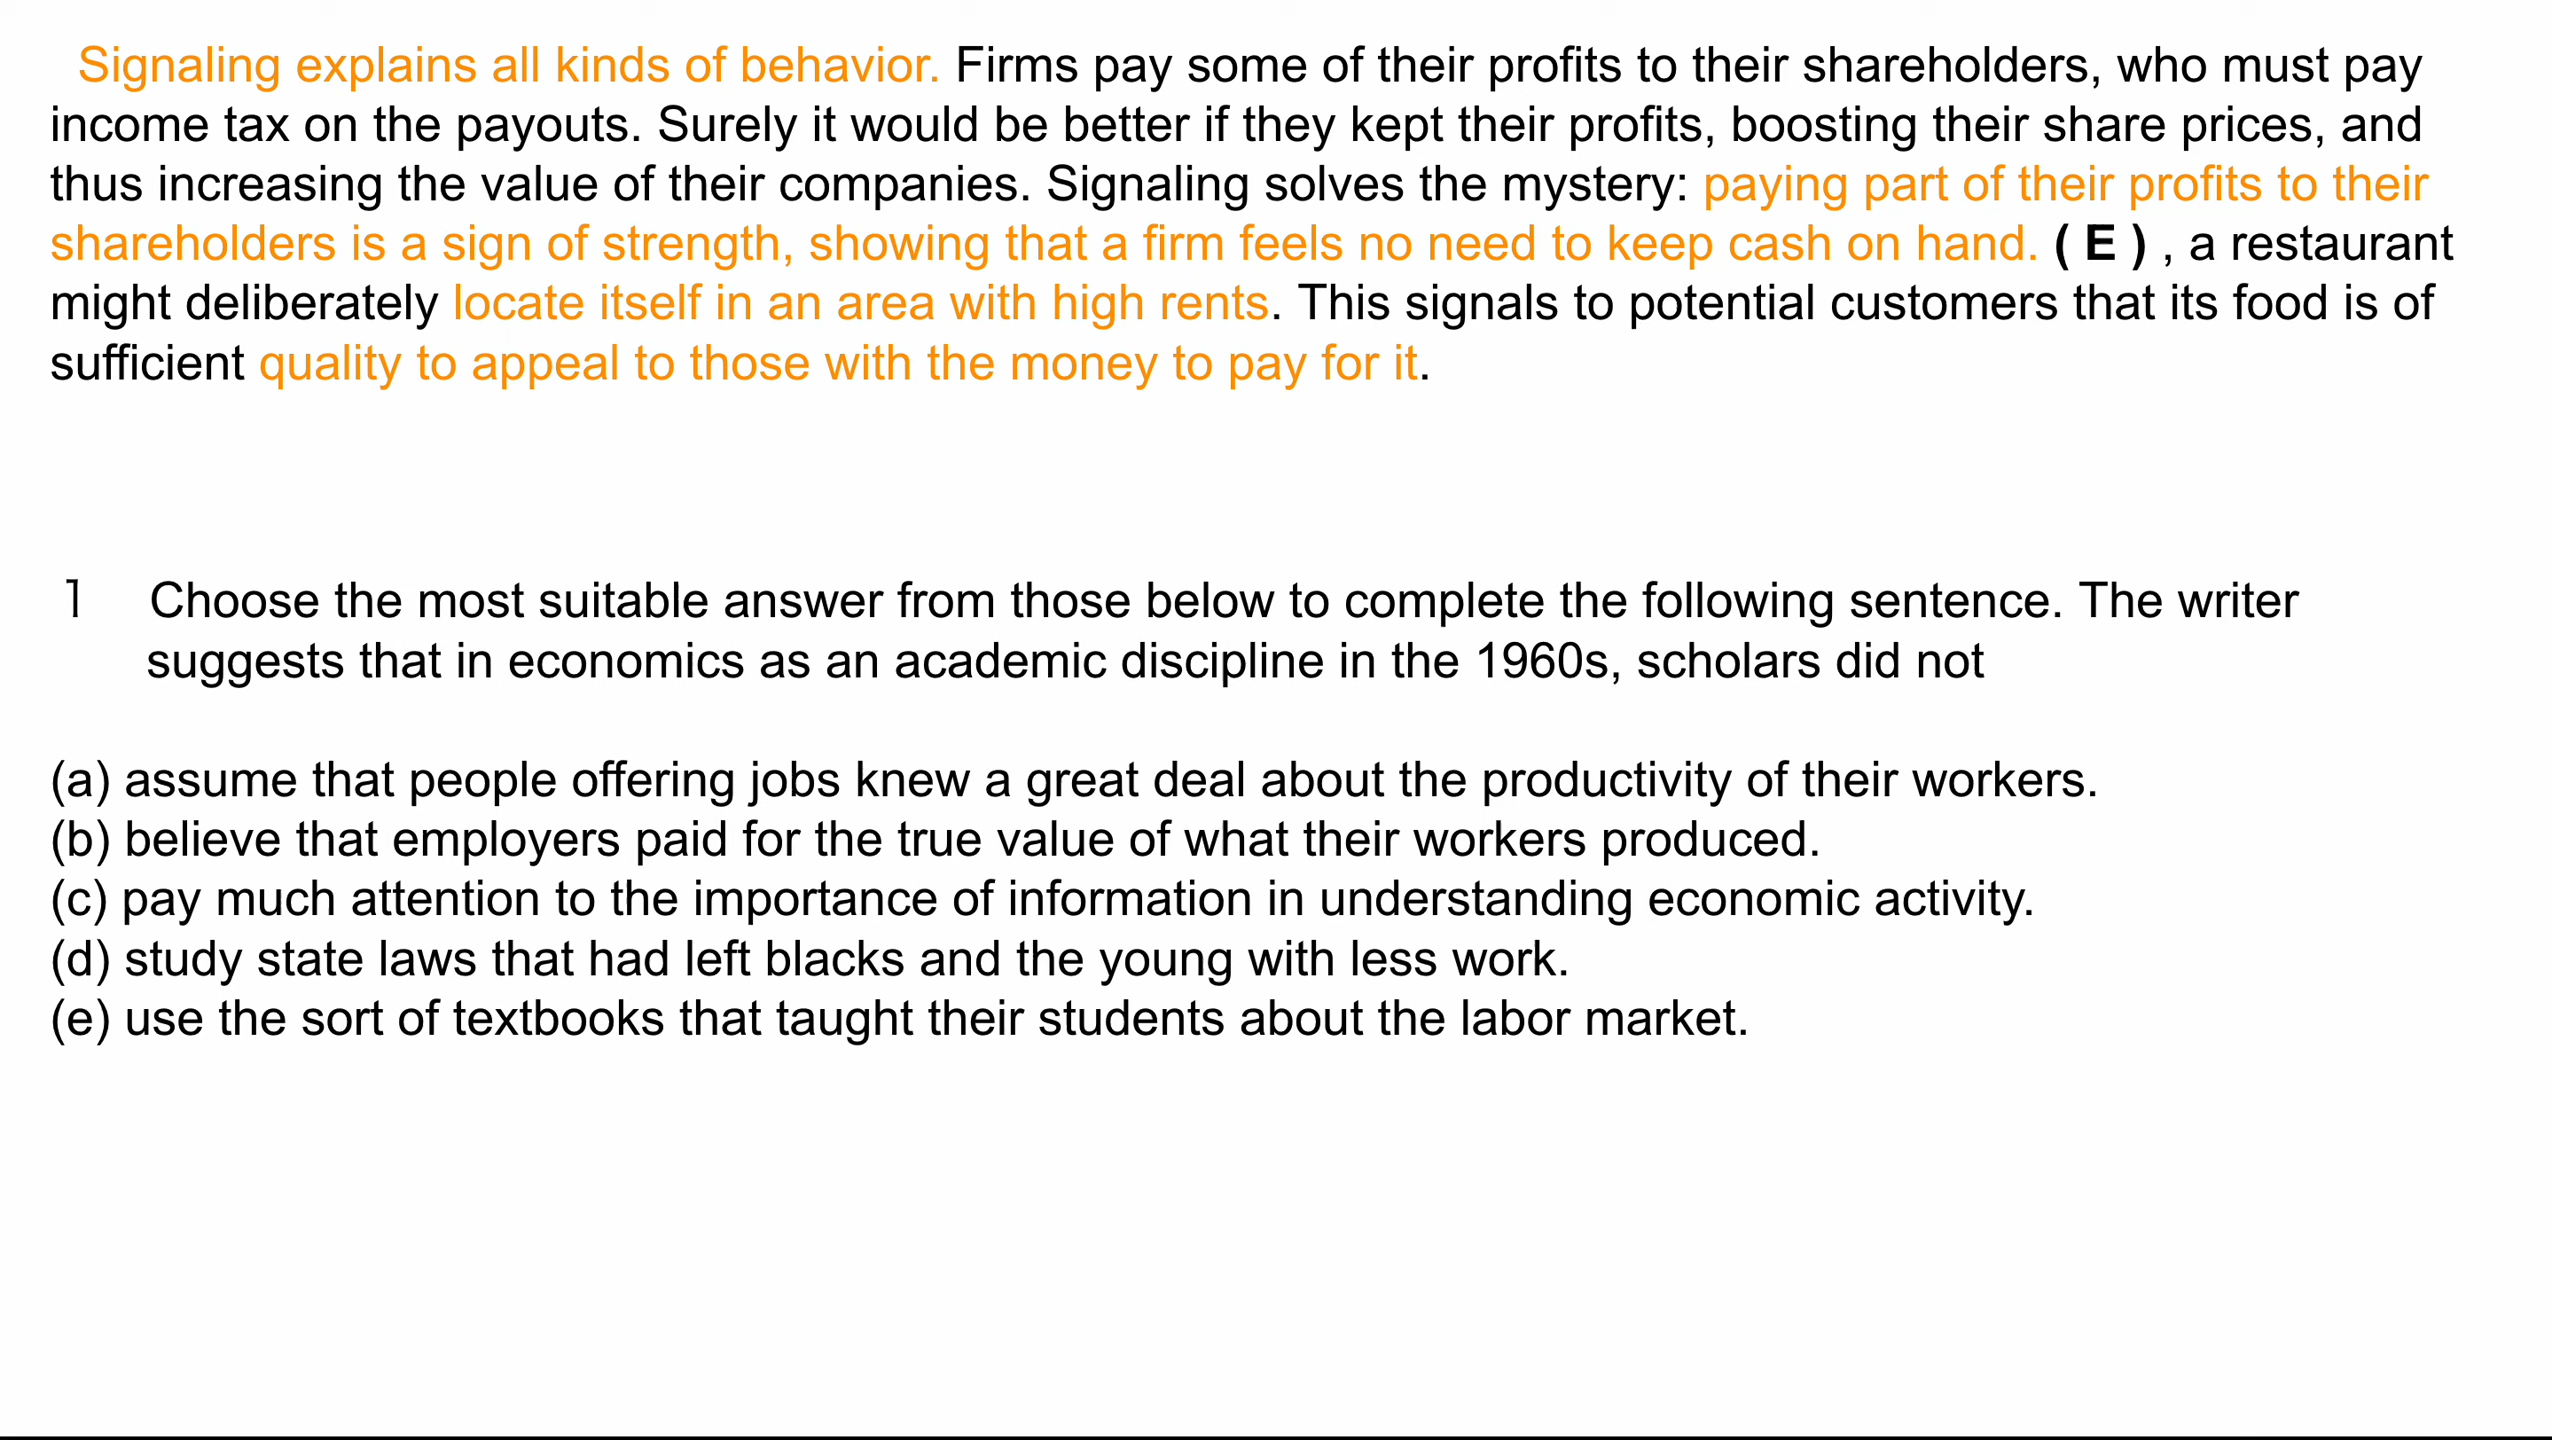 Signaling explains all kinds of behavior. Firms pay some of their profits to their shareholders, who must pay
income tax on the payouts. Surely it would be better if they kept their profits, boosting their share prices, and
thus increasing the value of their companies. Signaling solves the mystery: paying part of their profits to their
shareholders is a sign of strength, showing that a firm feels no need to keep cash on hand. ( E ) , a restaurant
might deliberately locate itself in an area with high rents. This signals to potential customers that its food is of
sufficient quality to appeal to those with the money to pay for it.
1 Choose the most suitable answer from those below to complete the following sentence. The writer
suggests that in economics as an academic discipline in the 1960s, scholars did not
(a) assume that people offering jobs knew a great deal about the productivity of their workers.
(b) believe that employers paid for the true value of what their workers produced.
(c) pay much attention to the importance of information in understanding economic activity.
(d) study state laws that had left blacks and the young with less work.
(e) use the sort of textbooks that taught their students about the labor market.